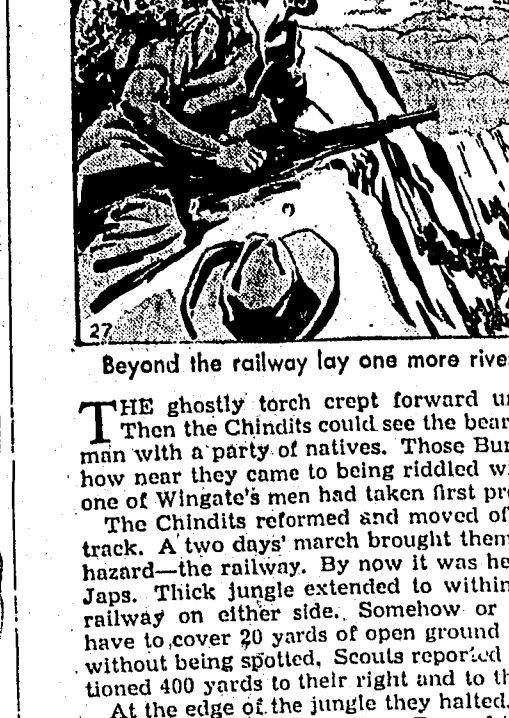 27
Beyond the railway lay one more rive
THE ghostly torch crept forward u
Then the Chindits could see the bear
man with a party of natives. Those Bur
how near they came to being riddled w
one of Wingate's men had taken first pr
The Chindits reformed and moved of
track. A two days' march brought them
hazard—the railway. By now it was he
Japs. Thick jungle extended to within
railway on either side. Somehow or
have to cover 20 yards of open ground
without being spotted. Scouts reported
tioned 400 yards to their right and to th
At the edge of the jungle they halted.